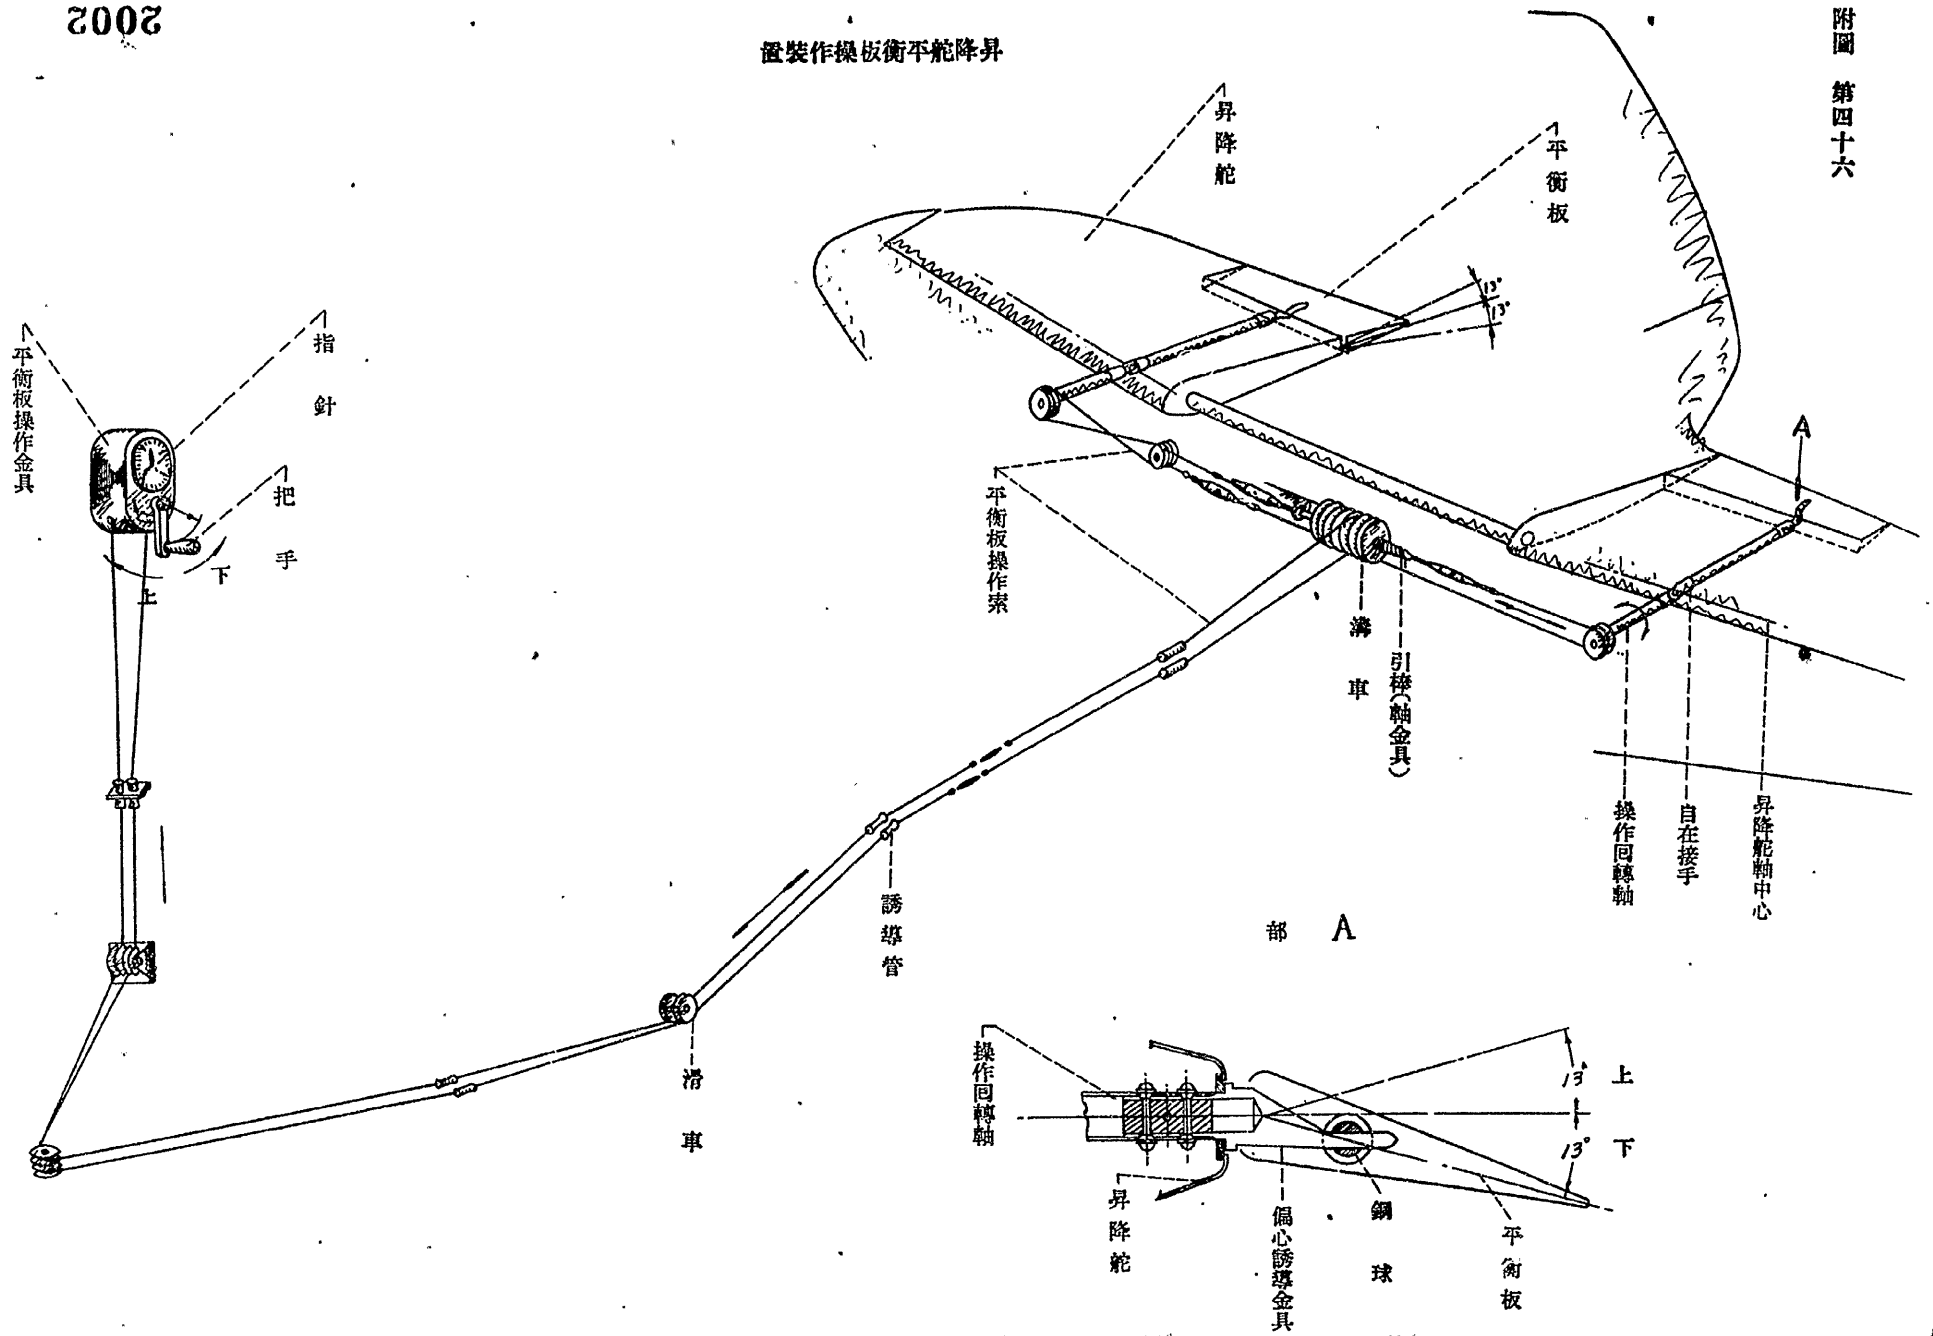 附圖 第四十六
昇降舵平衡板操作裝置
2002
昇降舵
平衡板
13°
13°
A
指針
平衡板操作金具
把手
下
上
平衡板操作索
溝車
引棒(軸金具)
操作回轉軸
自在接手
昇降舵軸中心
誘導管
滑車
A部
操作回轉軸
昇降舵
偏心誘導金具
鋼球
平衡板
13°
上
13°
下